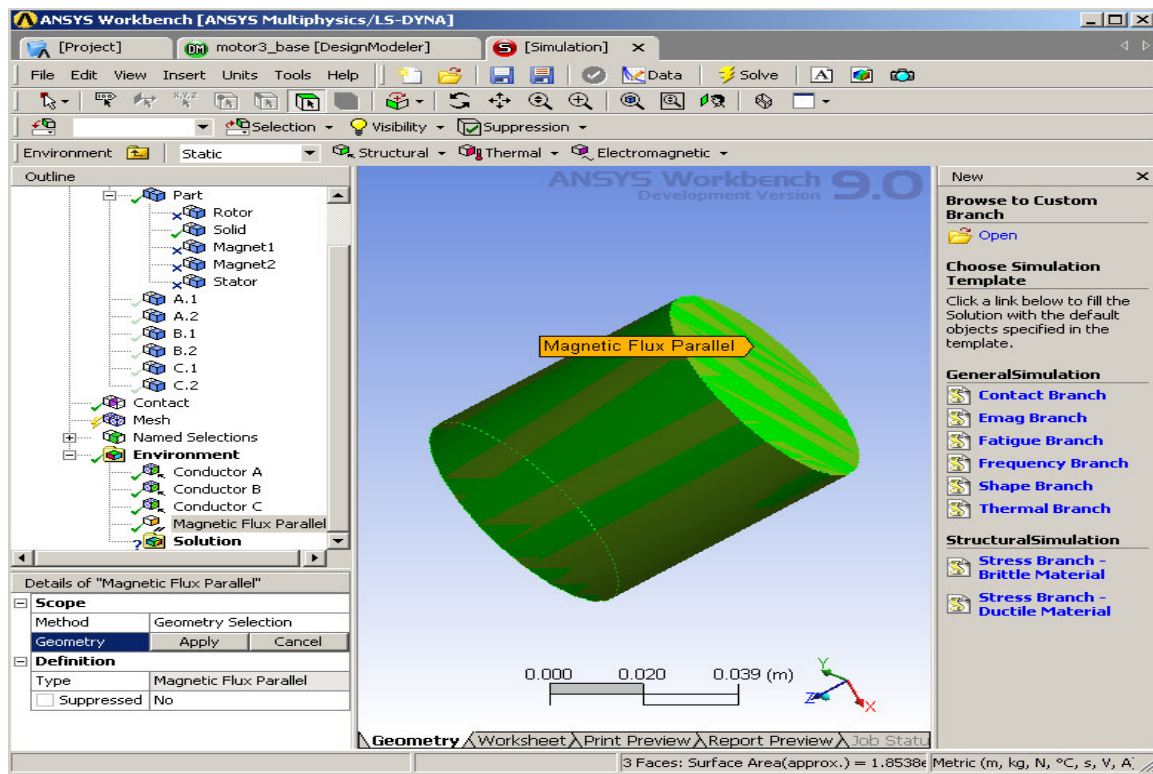 ANSYS Workbench [ANSYS Multiphysics/LS-DYNA]
[Project] DM motor3_base [DesignModeler] S [Simulation]
File Edit View Insert Units Tools Help Data Solve A
Selection Visibility Suppression
Environment Static Structural Thermal Electromagnetic
Outline
Part
Rotor
Solid
Magnet1
Magnet2
Stator
A.1
A.2
B.1
B.2
C.1
C.2
Contact
Mesh
Named Selections
Environment
Conductor A
Conductor B
Conductor C
Magnetic Flux Parallel
Solution
Details of "Magnetic Flux Parallel"
Scope
Method Geometry Selection
Geometry Apply Cancel
Definition
Type Magnetic Flux Parallel
Suppressed No
ANSYS Workbench 9.0
Development Version
Magnetic Flux Parallel
0.000 0.020 0.039 (m)
Y
Z
X
Geometry Worksheet Print Preview Report Preview Job Statu
New
Browse to Custom
Branch
Open
Choose Simulation
Template
Click a link below to fill the
Solution with the default
objects specified in the
template.
GeneralSimulation
Contact Branch
Emag Branch
Fatigue Branch
Frequency Branch
Shape Branch
Thermal Branch
StructuralSimulation
Stress Branch -
Brittle Material
Stress Branch -
Ductile Material
3 Faces: Surface Area(approx.) = 1.8538e Metric (m, kg, N, °C, s, V, A)